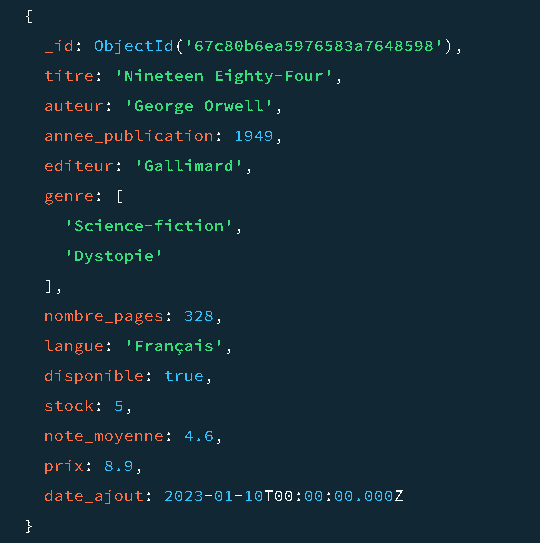 {
_id: ObjectId('67c80b6ea5976583a7648598'),
titre: 'Nineteen Eighty-Four',
auteur: 'George Orwell',
annee_publication: 1949,
editeur: 'Gallimard',
genre: [
'Science-fiction',
'Dystopie'
],
nombre_pages: 328,
langue: 'Français',
disponible: true,
stock: 5,
note_moyenne: 4.6,
prix: 8.9,
date_ajout: 2023-01-10T00:00:00.000Z
}